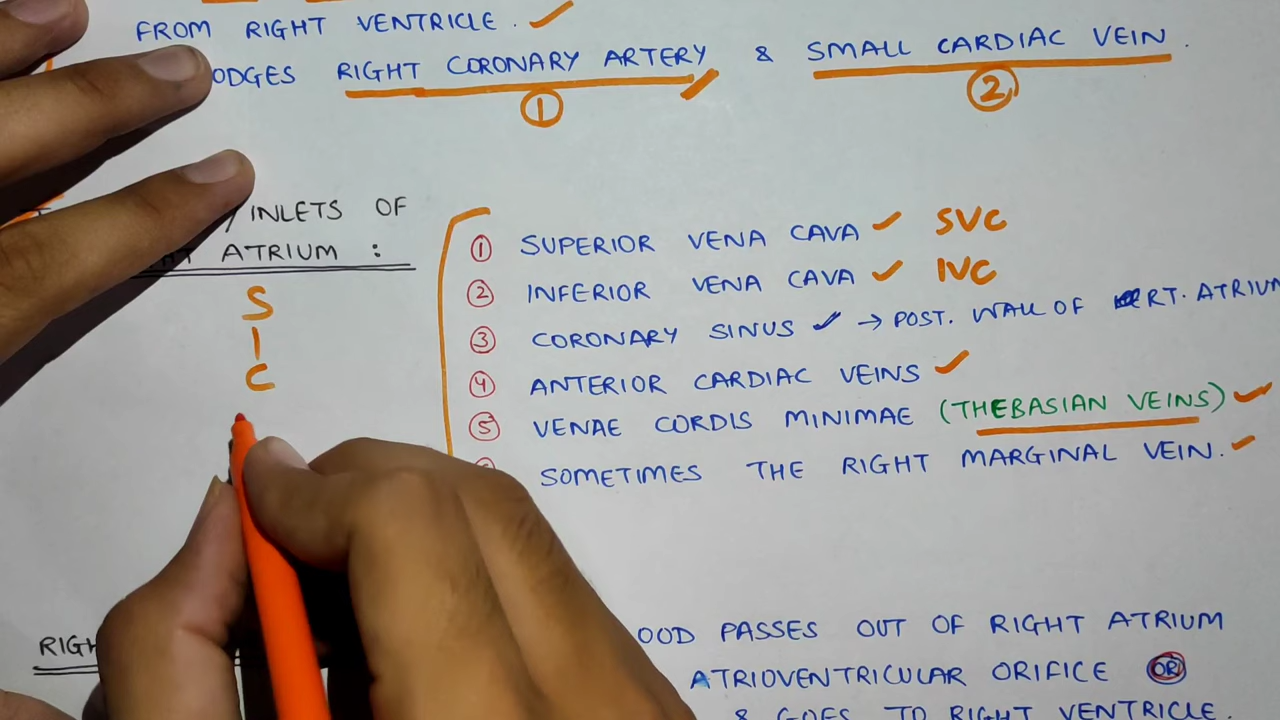 FROM RIGHT VENTRICLE.
ODGES RIGHT CORONARY ARTERY & SMALL CARDIAC VEIN.
① ②
/ INLETS OF
ATRIUM :
S
I
C
① SUPERIOR VENA CAVA ✓ SVC
② INFERIOR VENA CAVA ✓ IVC
③ CORONARY SINUS ✓ → POST. WALL OF RT. ATRIUM
④ ANTERIOR CARDIAC VEINS ✓
⑤ VENAE CORDIS MINIMAE (THEBASIAN VEINS) ✓
SOMETIMES THE RIGHT MARGINAL VEIN. ✓
RIGH
OOD PASSES OUT OF RIGHT ATRIUM
ATRIOVENTRICULAR ORIFICE OR
& GOES TO RIGHT VENTRICLE.